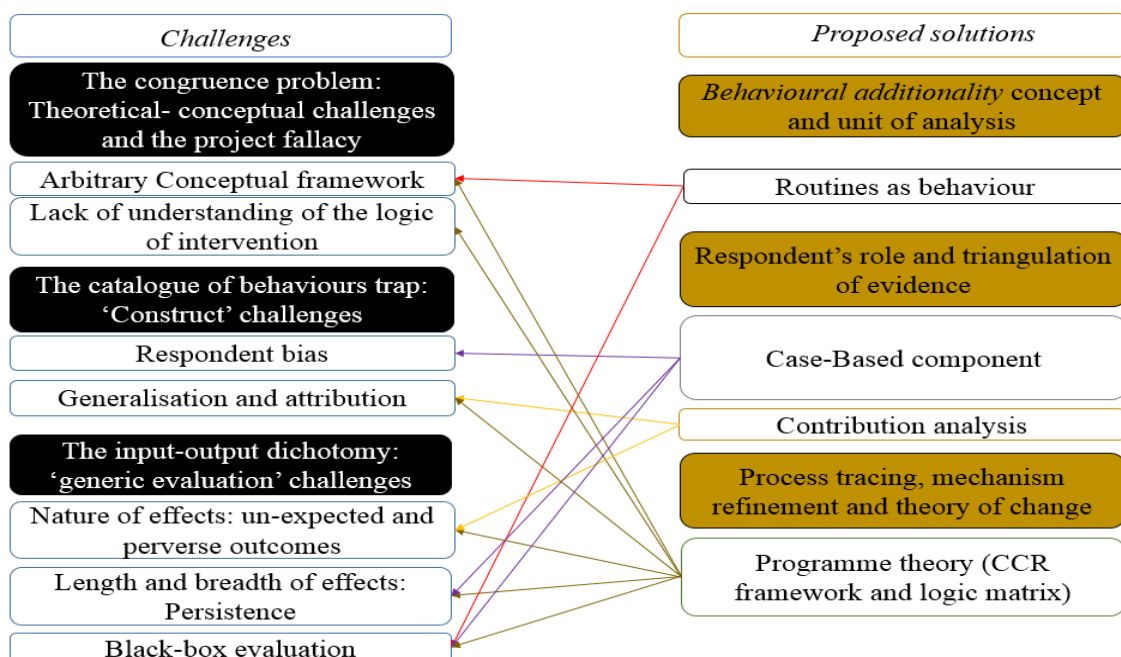 Challenges
The congruence problem:
Theoretical- conceptual challenges
and the project fallacy
Arbitrary Conceptual framework
Lack of understanding of the logic
of intervention
The catalogue of behaviours trap:
‘Construct’ challenges
Respondent bias
Generalisation and attribution
The input-output dichotomy:
‘generic evaluation’ challenges
Nature of effects: un-expected and
perverse outcomes
Length and breadth of effects:
Persistence
Black-box evaluation
Proposed solutions
Behavioural additionality concept
and unit of analysis
Routines as behaviour
Respondent’s role and triangulation
of evidence
Case-Based component
Contribution analysis
Process tracing, mechanism
refinement and theory of change
Programme theory (CCR
framework and logic matrix)